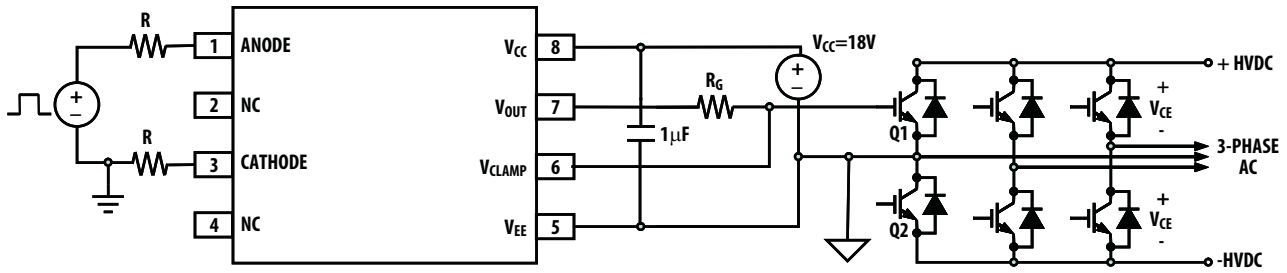 R
1 ANODE
2 NC
R
3 CATHODE
4 NC
VCC 8
VOUT 7
VCLAMP 6
VEE 5
1µF
RG
VCC=18V
+
−
+
−
Q1
Q2
+ HVDC
+
VCE
-
3-PHASE
AC
+
VCE
-
-HVDC